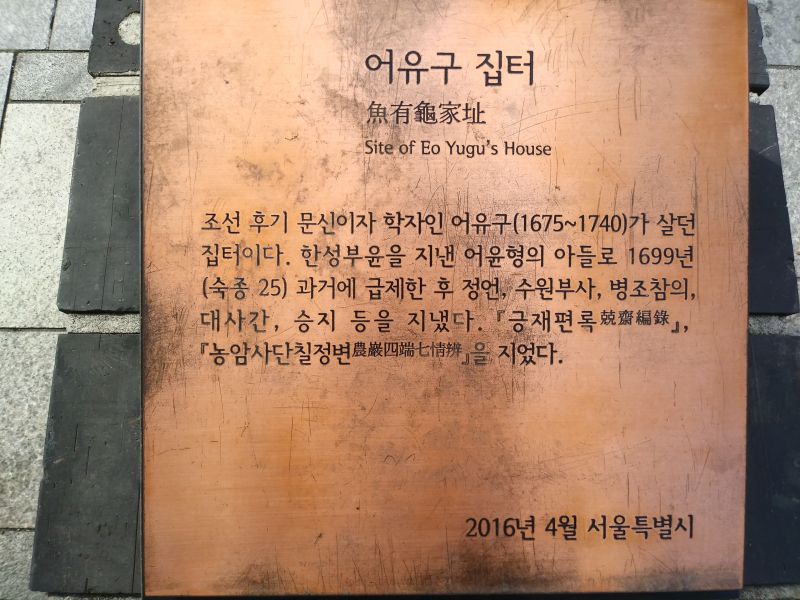 어유구 집터
魚有龜家址
Site of Eo Yugu's House
조선 후기 문신이자 학자인 어유구(1675~1740)가 살던
집터이다. 한성부윤을 지낸 어윤형의 아들로 1699년
(숙종 25) 과거에 급제한 후 정언, 수원부사, 병조참의,
대사간, 승지 등을 지냈다. 『긍재편록兢齋編錄』,
『농암사단칠정변農巖四端七情辨』을 지었다.
2016년 4월 서울특별시